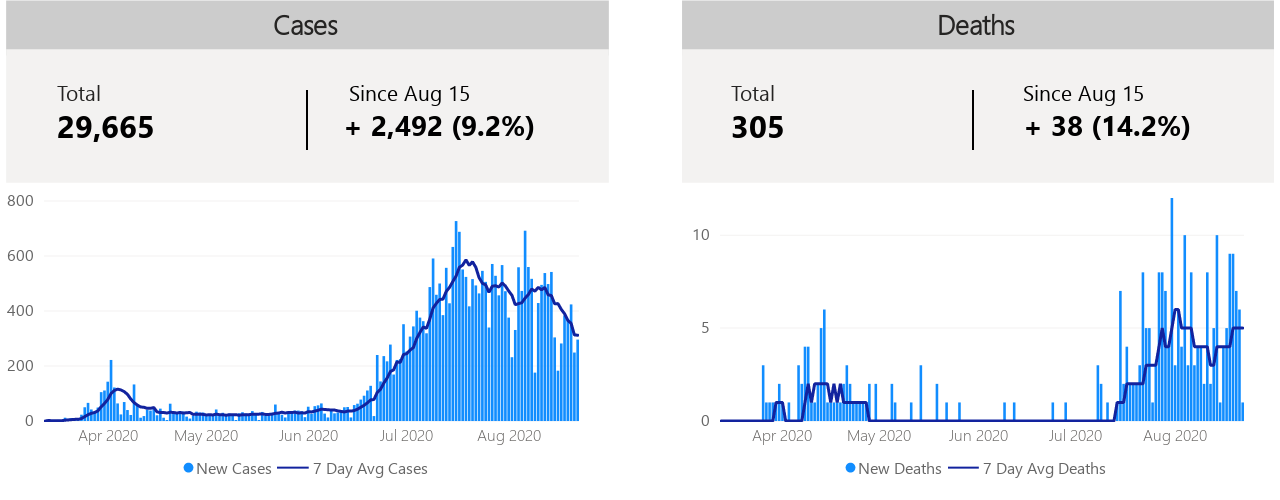 Cases
Total
29,665
Since Aug 15
+ 2,492 (9.2%)
800
600
400
200
0
Apr 2020 May 2020 Jun 2020 Jul 2020 Aug 2020
New Cases 7 Day Avg Cases
Deaths
Total
305
Since Aug 15
+ 38 (14.2%)
10
5
0
Apr 2020 May 2020 Jun 2020 Jul 2020 Aug 2020
New Deaths 7 Day Avg Deaths